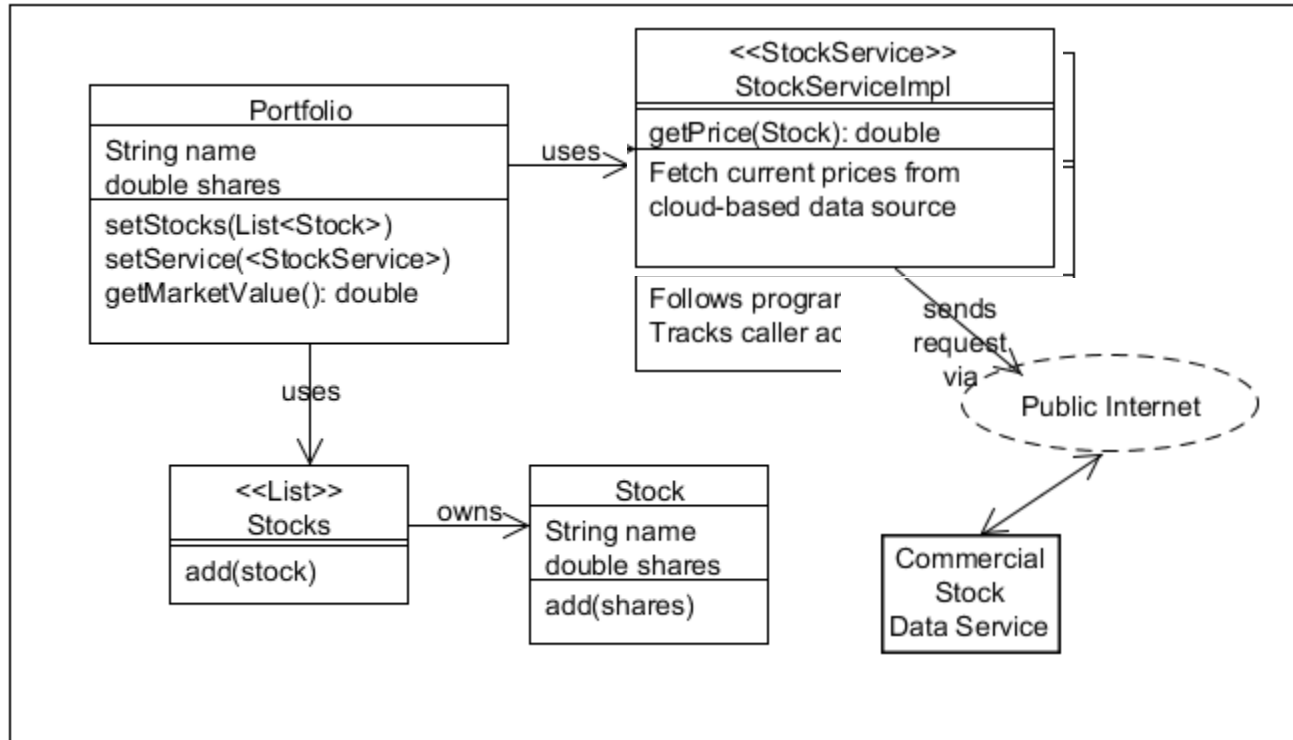 Portfolio
String name
double shares
setStocks(List<Stock>)
setService(<StockService>)
getMarketValue(): double
uses
<<StockService>>
StockServiceImpl
getPrice(Stock): double
Fetch current prices from
cloud-based data source
Follows
Tracks caller
sends
request
via
Public Internet
uses
<<List>>
Stocks
add(stock)
owns
Stock
String name
double shares
add(shares)
Commercial
Stock
Data Service